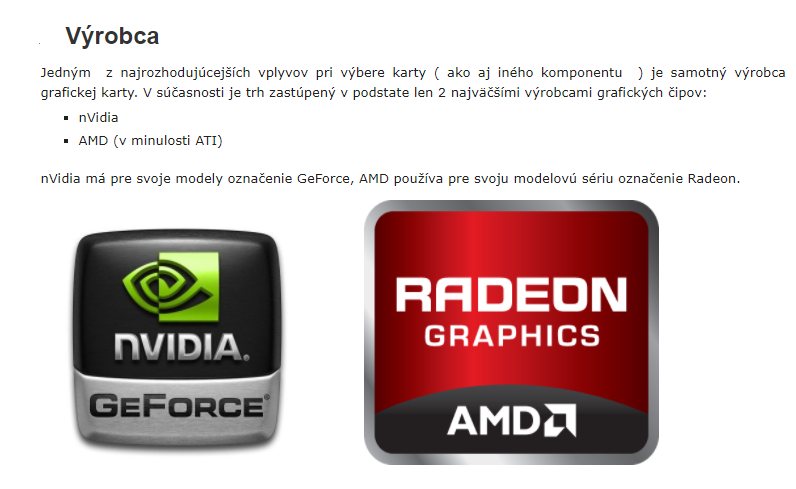 Výrobca
Jedným z najrozhodujúcejších vplyvov pri výbere karty ( ako aj iného komponentu ) je samotný výrobca
grafickej karty. V súčasnosti je trh zastúpený v podstate len 2 najväčšími výrobcami grafických čipov:
▪ nVidia
▪ AMD (v minulosti ATI)
nVidia má pre svoje modely označenie GeForce, AMD používa pre svoju modelovú sériu označenie Radeon.
NVIDIA®
GEFORCE®
RADEON
GRAPHICS
AMD